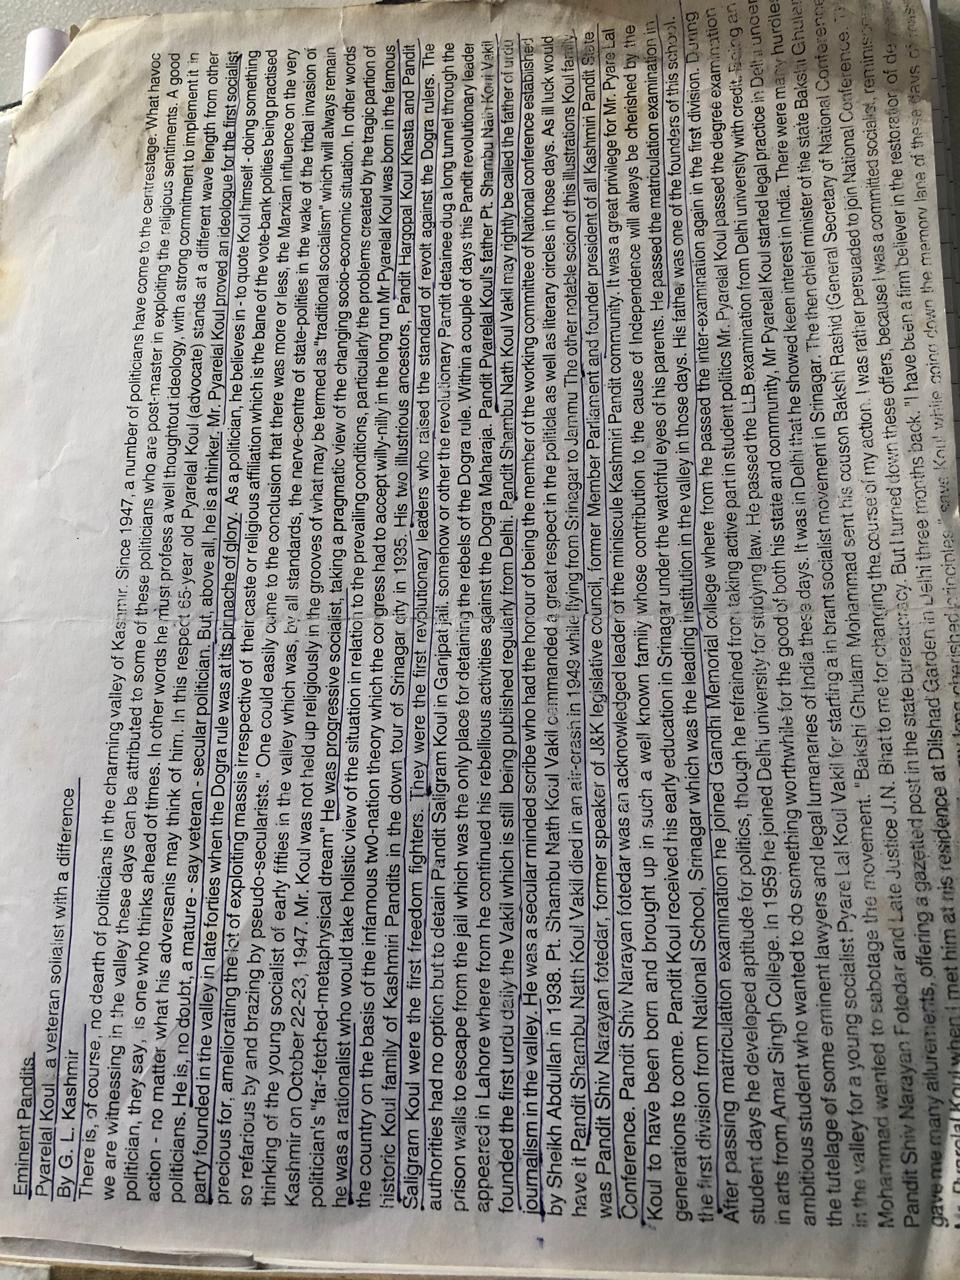 Eminent Pandits
Pyarelal Koul : a veteran solialist with a difference
By G. L. Kashmir
There is, of course, no dearth of politicians in the charming valley of Kashmir. Since 1947, a number of politicians have come to the centrestage. What havoc
we are witnessing in the valley these days can be attributed to some of these politicians who are post-master in exploiting the religious sentiments. A good
politician, they say, is one who thinks ahead of times. In other words he must profess a well thoughtout ideology, with a strong commitment to implement it in
action - no matter what his adversanis may think of him. In this respect 65-year old Pyarelal Koul (advocate) stands at a different wave length from other
politicians. He is, no doubt, a mature - say veteran - secular politician. But, above all, he is a thinker. Mr. Pyarelal Koul proved an ideologue for the first socialist
party founded in the valley in late forties when the Dogra rule was at its pinnache of glory. As a politician, he believes in - to quote Koul himself - doing something
precious for, ameliorating the lot of exploiting massis irrespective of their caste or religious affiliation which is the bane of the vote-bank polities being practised
so refarious by and brazing by pseudo-secularists." One could easily come to the conclusion that there was more or less, the Marxian influence on the very
thinking of the young socialist of early fifties in the valley which was, by all standards, the nerve-centre of state-polities in the wake of the tribal invasion of
Kashmir on October 22-23, 1947. Mr. Koul was not held up religiously in the grooves of what may be termed as "traditional socialism" which will always remain
politician's "far-fetched-metaphysical dream" He was progressive socialist, taking a pragmatic view of the changing socio-economic situation. In other words
he was a rationalist who would take holistic view of the situation in relation to the prevailing conditions, particularly the problems created by the tragic partion of
the country on the basis of the infamous tw0-nation theory which the congress had to accept willy-nilly in the long run Mr Pyarelal Koul was born in the famous
historic Koul family of Kashmiri Pandits in the down tour of Srinagar city in 1935. His two illustrious ancestors, Pandit Hargopal Koul Khasta and Pandit
Saligram Koul were the first freedom fighters. They were the first revolutionary leaders who raised the standard of revolt against the Dogra rulers. The
authorities had no option but to detain Pandit Saligram Koul in Ganjpat jail. somehow or other the revolutionary Pandit detainee dug a long tunnel through the
prison walls to escape from the jail which was the only place for detaining the rebels of the Dogra rule. Within a couple of days this Pandit revolutionary leader
appeared in Lahore where from he continued his rebellious activities against the Dogra Maharaja. Pandit Pyarelal Koul's father Pt. Shambu Nath Koul Vakil
founded the first urdu daily the Vakil which is still being published regularly from Delhi. Pandit Shambu Nath Koul Vakil may rightly be called the father of urdu
journalism in the valley. He was a secular minded scribe who had the honour of being the member of the working committee of National conference established
by Sheikh Abdullah in 1938. Pt. Shambu Nath Koul Vakil commanded a great respect in the politicla as well as literary circles in those days. As ill luck would
have it Pandit Shambu Nath Koul Vakil died in an air-crash in 1949 while flying from Srinagar to Jammu The other notable scion of this illustrations Koul family
was Pandit Shiv Narayan fotedar, former speaker of J&K legislative council, former Member Parliament and founder president of all Kashmiri Pandit State
Conference. Pandit Shiv Narayan fotedar was an acknowledged leader of the miniscule Kashmiri Pandit community. It was a great privilege for Mr. Pyare Lal
Koul to have been born and brought up in such a well known family whose contribution to the cause of Independence will always be cherished by the
generations to come. Pandit Koul received his early education in Srinagar under the watchful eyes of his parents. He passed the matriculation examination in
the first division from National School, Srinagar which was the leading institution in the valley in those days. His father was one of the founders of this school.
After passing matriculation examination he joined Gandhi Memorial college where from he passed the inter-examination again in the first division. During
student days he developed aptitude for politics, though he refrained from taking active part in student politics Mr. Pyarelal Koul passed the degree examination
in arts from Amar Singh College. In 1959 he joined Delhi university for studying law. He passed the LLB examination from Delhi university with credit. Being an
ambitious student who wanted to do something worthwhile for the good of both his state and community, Mr Pyarelal Koul started legal practice in Delhi under
the tutelage of some eminent lawyers and legal lumanaries of India these days. It was in Delhi that he showed keen interest in India. There were many hurdles
in the valley for a young socialist Pyare Lal Koul Vakil for starting a in brant socialist movement in Srinagar. The then chief minister of the state Bakshi Ghulam
Mohammad wanted to sabotage the movement. "Bakshi Ghulam Mohammad sent his couson Bakshi Rashid (General Secretary of National Conference
Pandit Shiv Narayan Fotedar and Late Justice J.N. Bhat to me for changing the course of my action. I was rather persuaded to join National Conference.
gave me many allurements, offering a gazetted post in the state bureaucracy. But I turned down these offers, because I was a committed socialist,
Koul when I met him at his residence at Dilshad Garden in Delhi three months back. "I have been a firm believer in the restoration of
long cherished principles" says Koul while going down the memory lane of these days of